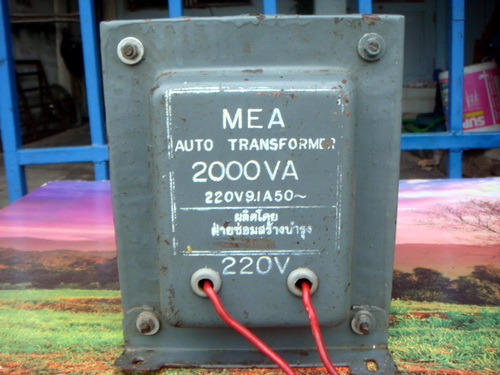 MEA
AUTO TRANSFORMER
2000VA
220V9.1A50~
ผลิตโดย
ฝ่ายซ่อมสร้างบำรุง
220V